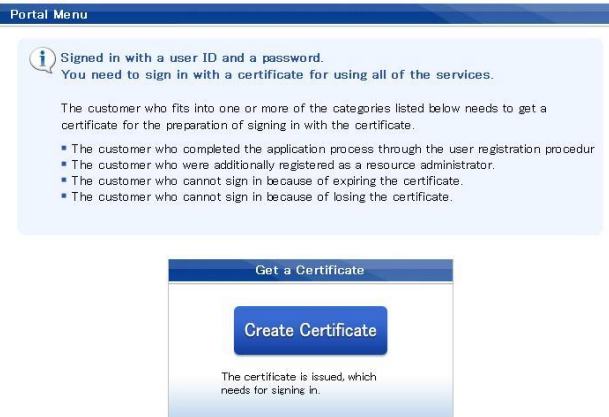 Portal Menu
Signed in with a user ID and a password.
You need to sign in with a certificate for using all of the services.
The customer who fits into one or more of the categories listed below needs to get a
certificate for the preparation of signing in with the certificate.
The customer who completed the application process through the user registration procedur
The customer who were additionally registered as a resource administrator.
The customer who cannot sign in because of expiring the certificate.
The customer who cannot sign in because of losing the certificate.
Get a Certificate
Create Certificate
The certificate is issued, which
needs for signing in.